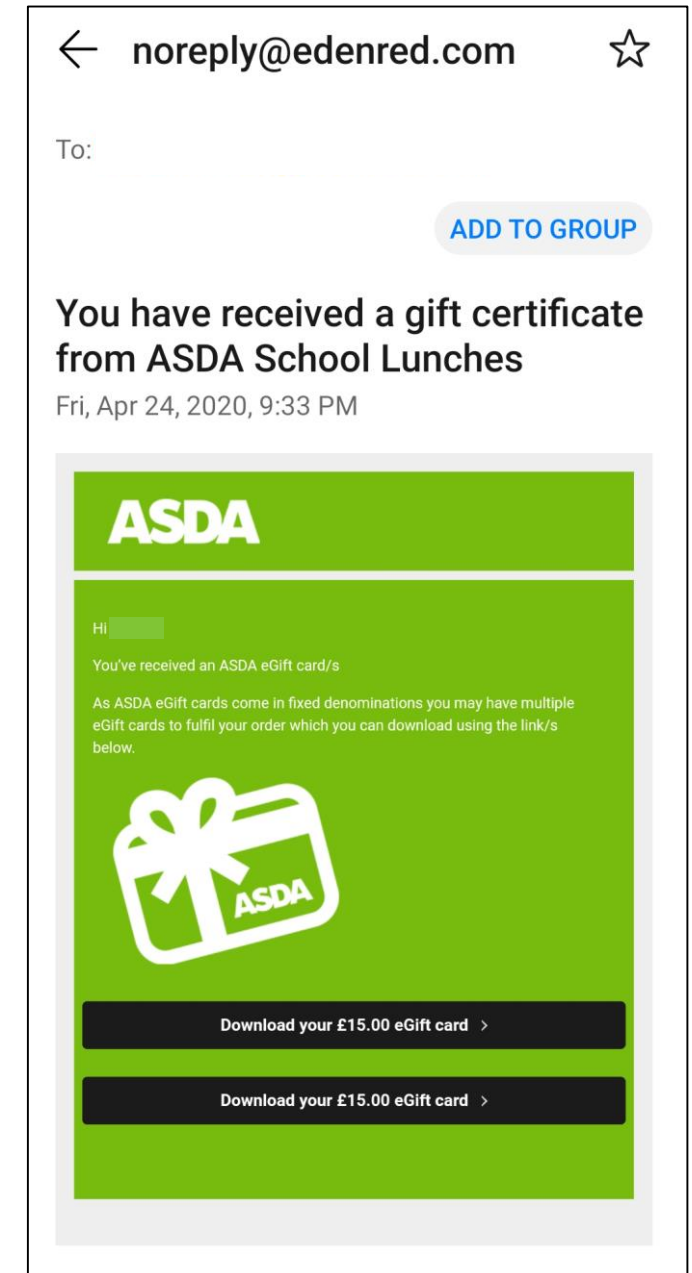 noreply@edenred.com
To:
ADD TO GROUP
You have received a gift certificate
from ASDA School Lunches
Fri, Apr 24, 2020, 9:33 PM
ASDA
Hi
You've received an ASDA eGift card/s
As ASDA eGift cards come in fixed denominations you may have multiple
eGift cards to fulfil your order which you can download using the link/s
below.
ASDA
Download your £15.00 eGift card >
Download your £15.00 eGift card >